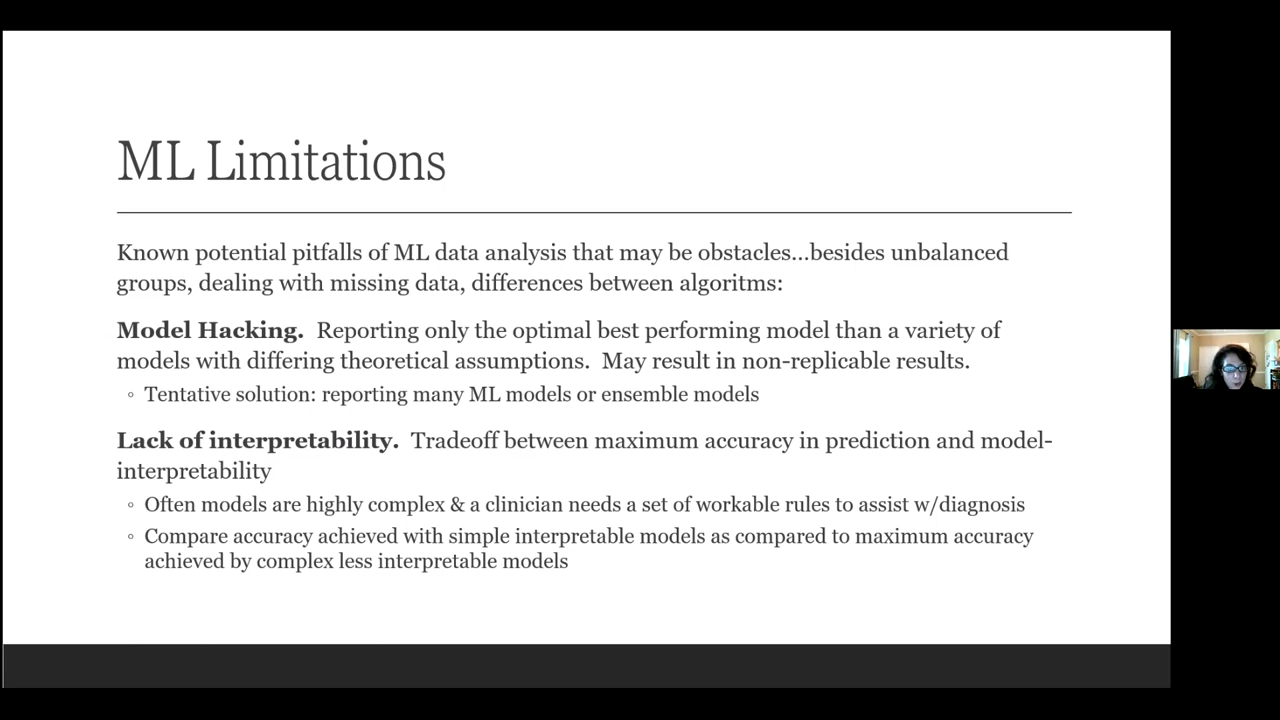 ML Limitations
Known potential pitfalls of ML data analysis that may be obstacles...besides unbalanced
groups, dealing with missing data, differences between algoritms:
Model Hacking.  Reporting only the optimal best performing model than a variety of
models with differing theoretical assumptions.  May result in non-replicable results.
◦ Tentative solution: reporting many ML models or ensemble models
Lack of interpretability.  Tradeoff between maximum accuracy in prediction and model-
interpretability
◦ Often models are highly complex & a clinician needs a set of workable rules to assist w/diagnosis
◦ Compare accuracy achieved with simple interpretable models as compared to maximum accuracy
achieved by complex less interpretable models